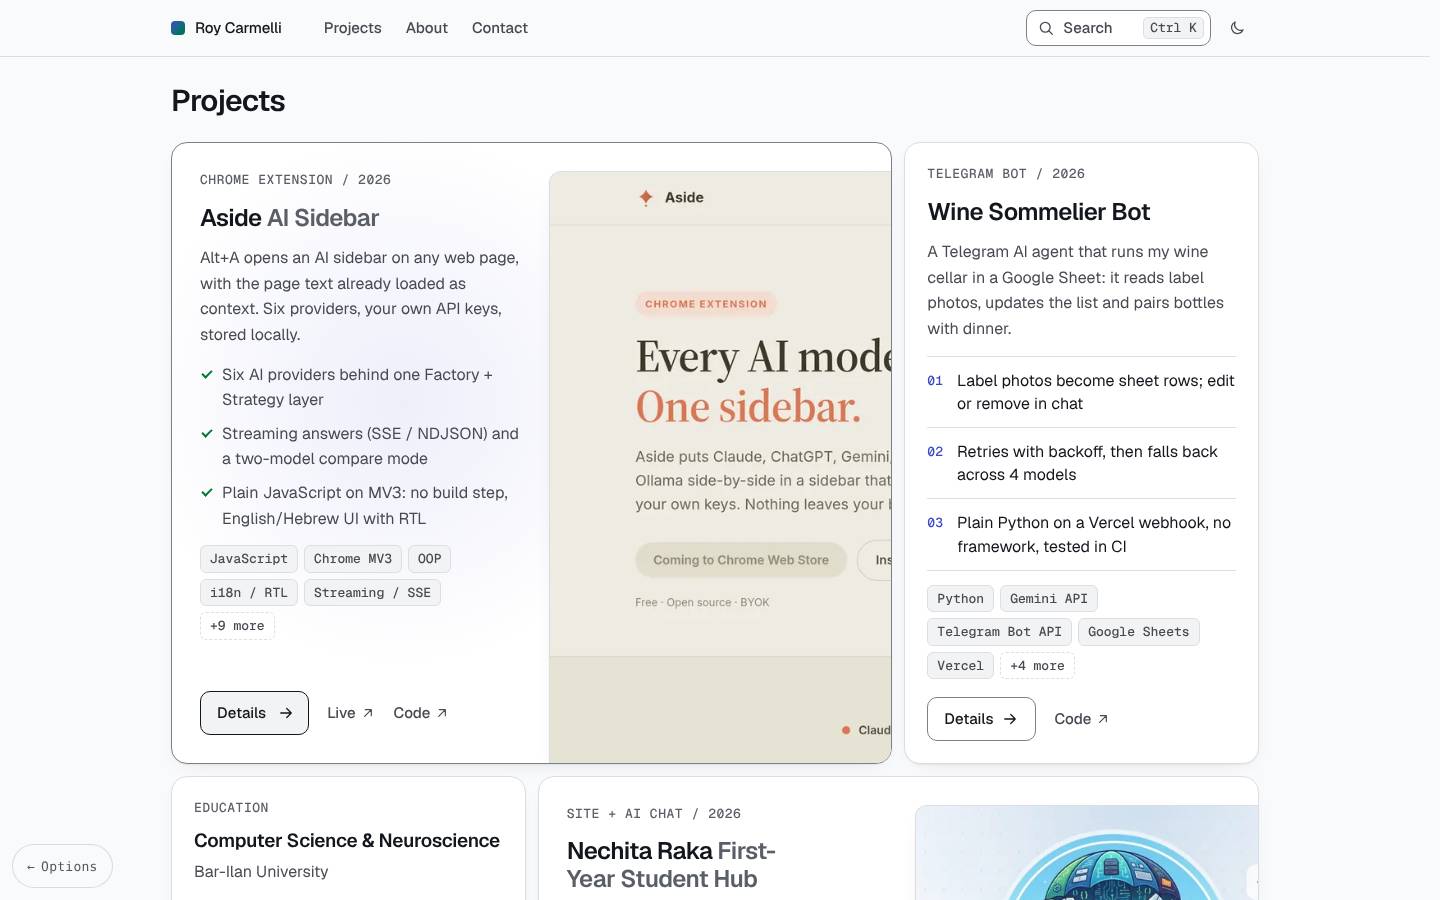 Roy Carmelli
Projects
About
Contact
Search
Ctrl K
Projects
CHROME EXTENSION / 2026
Aside AI Sidebar
Alt+A opens an AI sidebar on any web page,
with the page text already loaded as
context. Six providers, your own API keys,
stored locally.
✓ Six AI providers behind one Factory +
Strategy layer
✓ Streaming answers (SSE / NDJSON) and
a two-model compare mode
✓ Plain JavaScript on MV3: no build step,
English/Hebrew UI with RTL
JavaScript
Chrome MV3
OOP
i18n / RTL
Streaming / SSE
+9 more
Details →
Live ↗
Code ↗
Aside
CHROME EXTENSION
Every AI mode
One sidebar.
Aside puts Claude, ChatGPT, Gemini,
Ollama side-by-side in a sidebar that
your own keys. Nothing leaves your
Coming to Chrome Web Store
Ins
Free · Open source · BYOK
Claud
TELEGRAM BOT / 2026
Wine Sommelier Bot
A Telegram AI agent that runs my wine
cellar in a Google Sheet: it reads label
photos, updates the list and pairs bottles
with dinner.
01 Label photos become sheet rows; edit
or remove in chat
02 Retries with backoff, then falls back
across 4 models
03 Plain Python on a Vercel webhook, no
framework, tested in CI
Python
Gemini API
Telegram Bot API
Google Sheets
Vercel
+4 more
Details →
Code ↗
EDUCATION
Computer Science & Neuroscience
Bar-Ilan University
SITE + AI CHAT / 2026
Nechita Raka First-
Year Student Hub
← Options